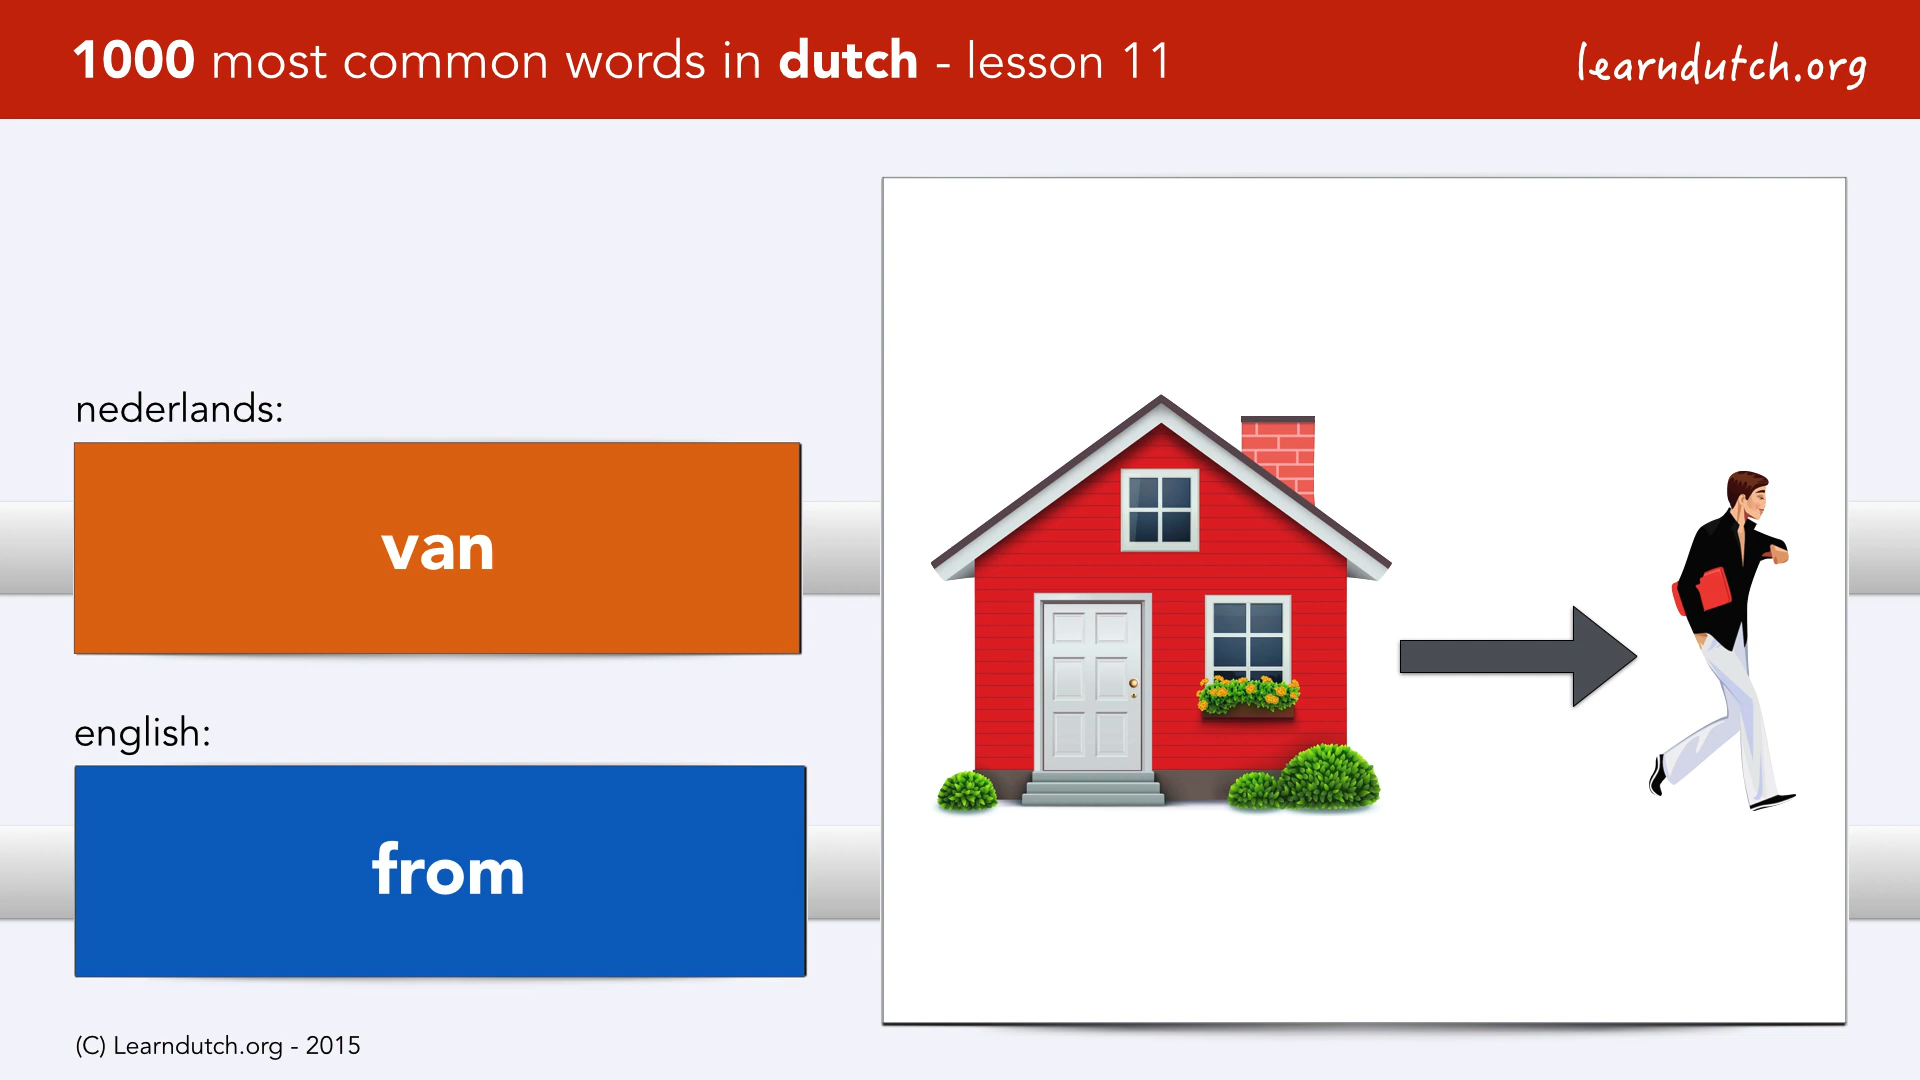 1000 most common words in dutch - lesson 11
learndutch.org
nederlands:
van
english:
from
(C) Learndutch.org - 2015